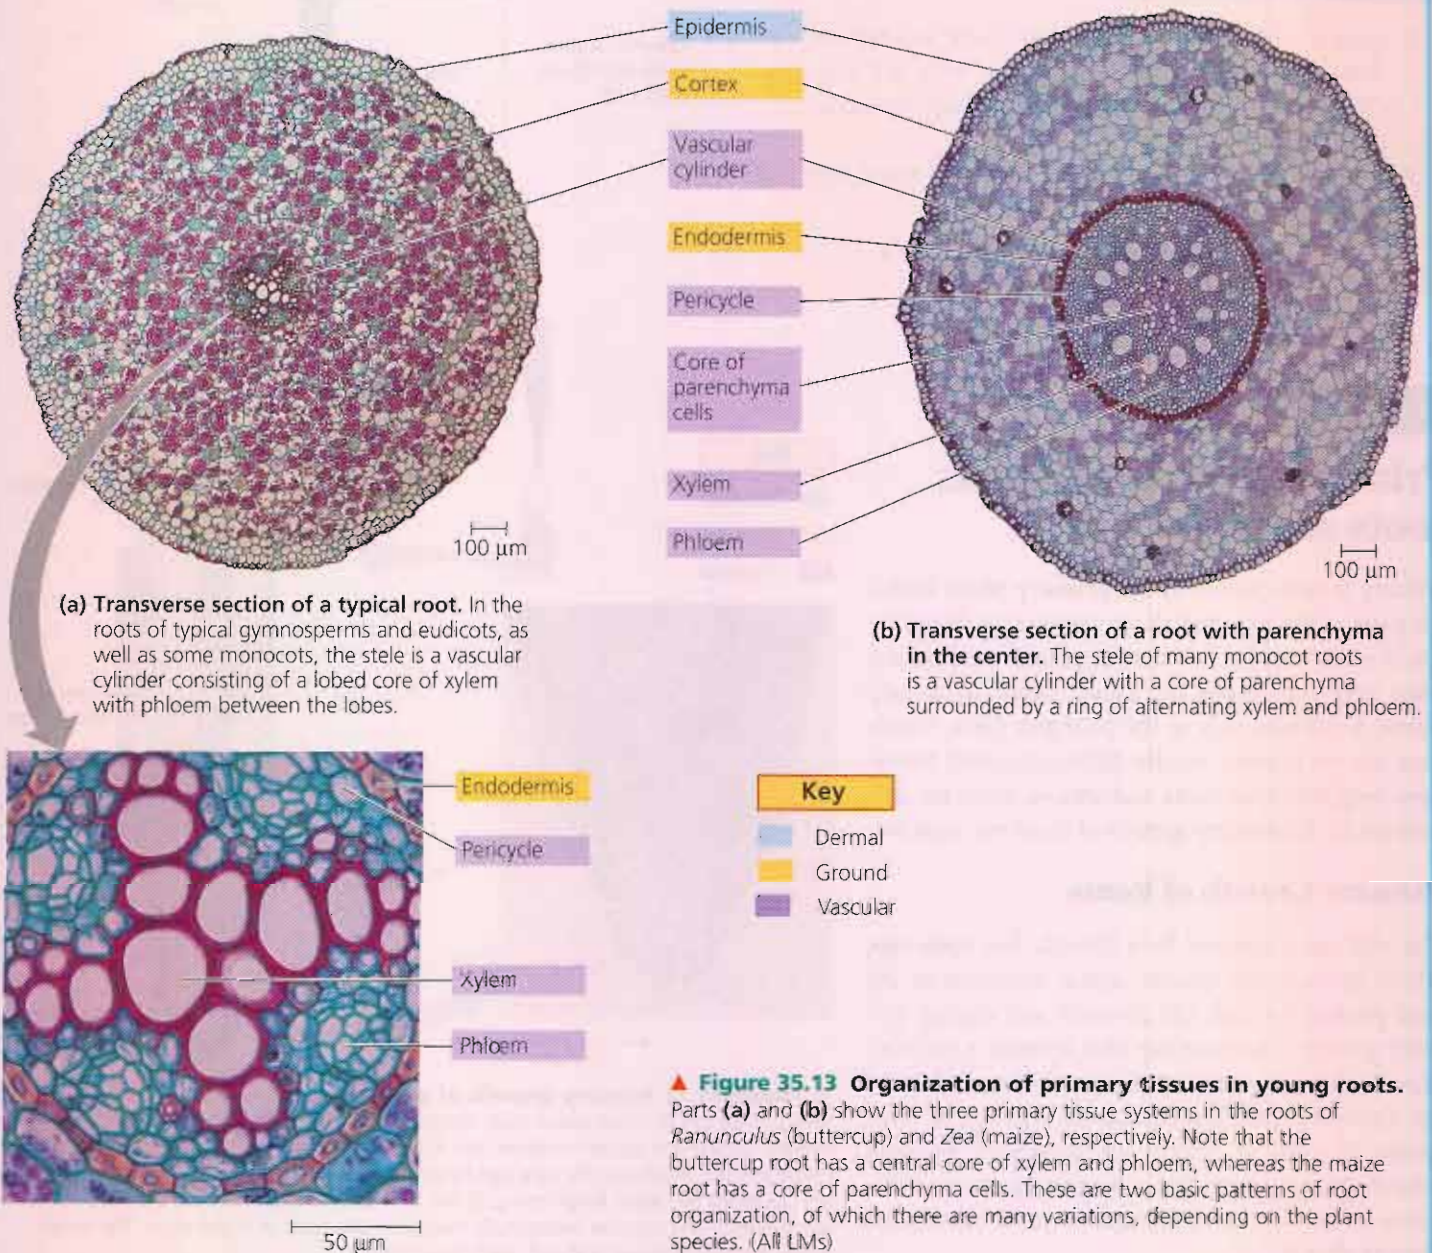 Epidermis
Cortex
Vascular
cylinder
Endodermis
Pericycle
Core of
parenchyma
cells
Xylem
Phloem
100 µm
100 µm
(a) Transverse section of a typical root. In the
roots of typical gymnosperms and eudicots, as
well as some monocots, the stele is a vascular
cylinder consisting of a lobed core of xylem
with phloem between the lobes.
(b) Transverse section of a root with parenchyma
in the center. The stele of many monocot roots
is a vascular cylinder with a core of parenchyma
surrounded by a ring of alternating xylem and phloem.
Endodermis
Pericycle
Xylem
Phloem
50 µm
Key
Dermal
Ground
Vascular
▲ Figure 35.13 Organization of primary tissues in young roots.
Parts (a) and (b) show the three primary tissue systems in the roots of
Ranunculus (buttercup) and Zea (maize), respectively. Note that the
buttercup root has a central core of xylem and phloem, whereas the maize
root has a core of parenchyma cells. These are two basic patterns of root
organization, of which there are many variations, depending on the plant
species. (All LMs)